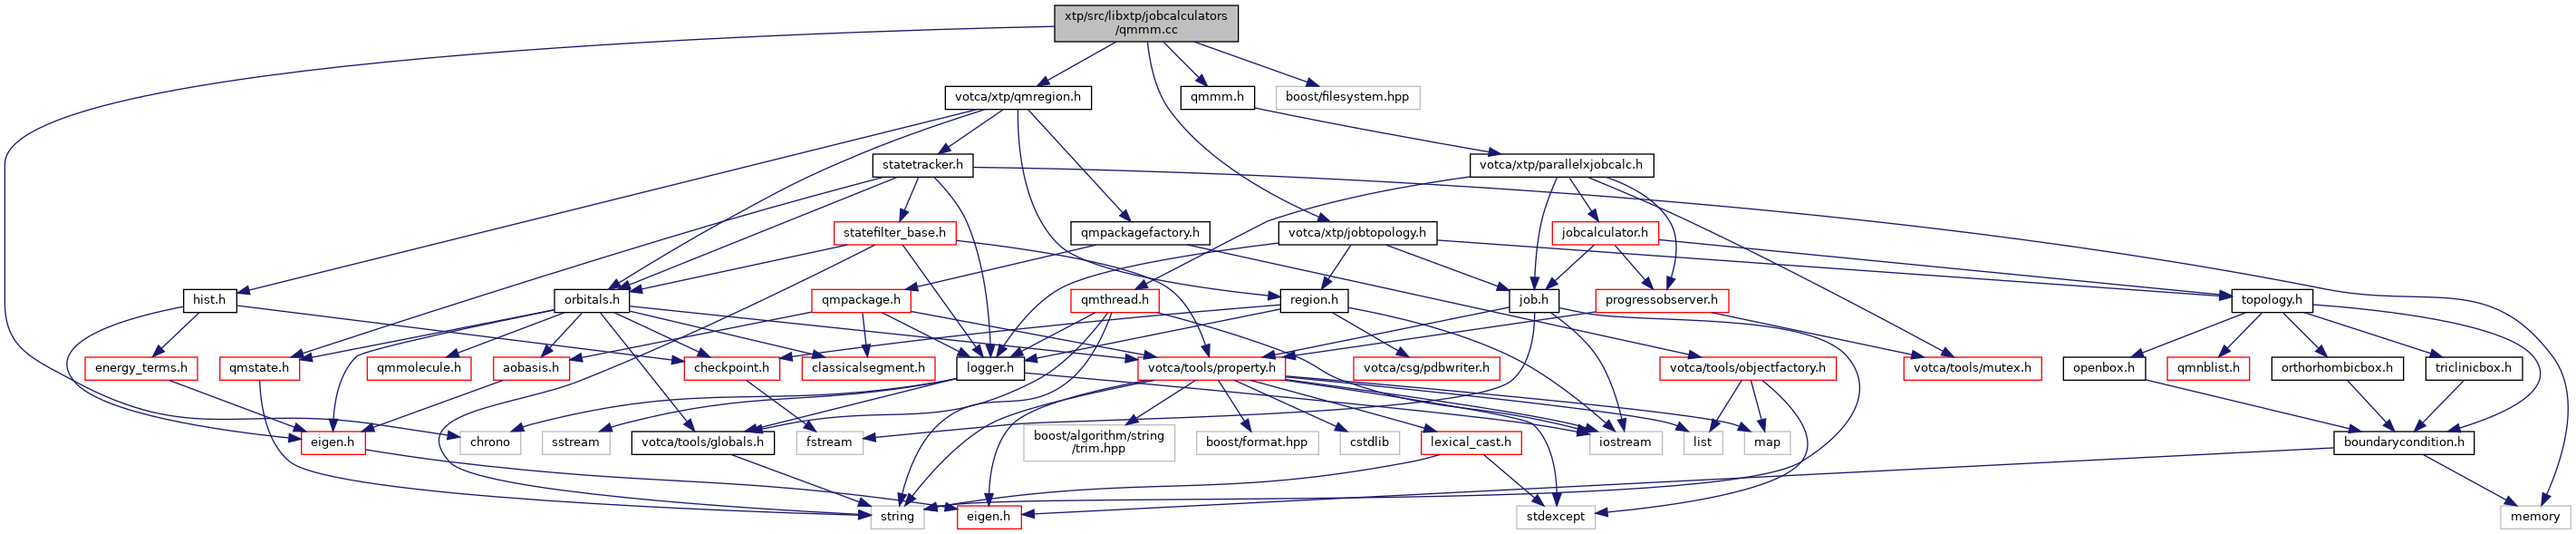 xtp/src/libxtp/jobcalculators
/qmmm.cc
votca/xtp/qmregion.h
qmmm.h
boost/filesystem.hpp
statetracker.h
votca/xtp/parallelxjobcalc.h
statefilter_base.h
qmpackagefactory.h
votca/xtp/jobtopology.h
jobcalculator.h
hist.h
orbitals.h
qmpackage.h
qmthread.h
region.h
job.h
progressobserver.h
topology.h
energy_terms.h
qmstate.h
qmmolecule.h
aobasis.h
checkpoint.h
classicalsegment.h
logger.h
votca/tools/property.h
votca/csg/pdbwriter.h
votca/tools/objectfactory.h
votca/tools/mutex.h
openbox.h
qmnblist.h
orthorhombicbox.h
triclinicbox.h
eigen.h
chrono
sstream
votca/tools/globals.h
fstream
boost/algorithm/string
/trim.hpp
boost/format.hpp
cstdlib
lexical_cast.h
iostream
list
map
boundarycondition.h
string
eigen.h
stdexcept
memory